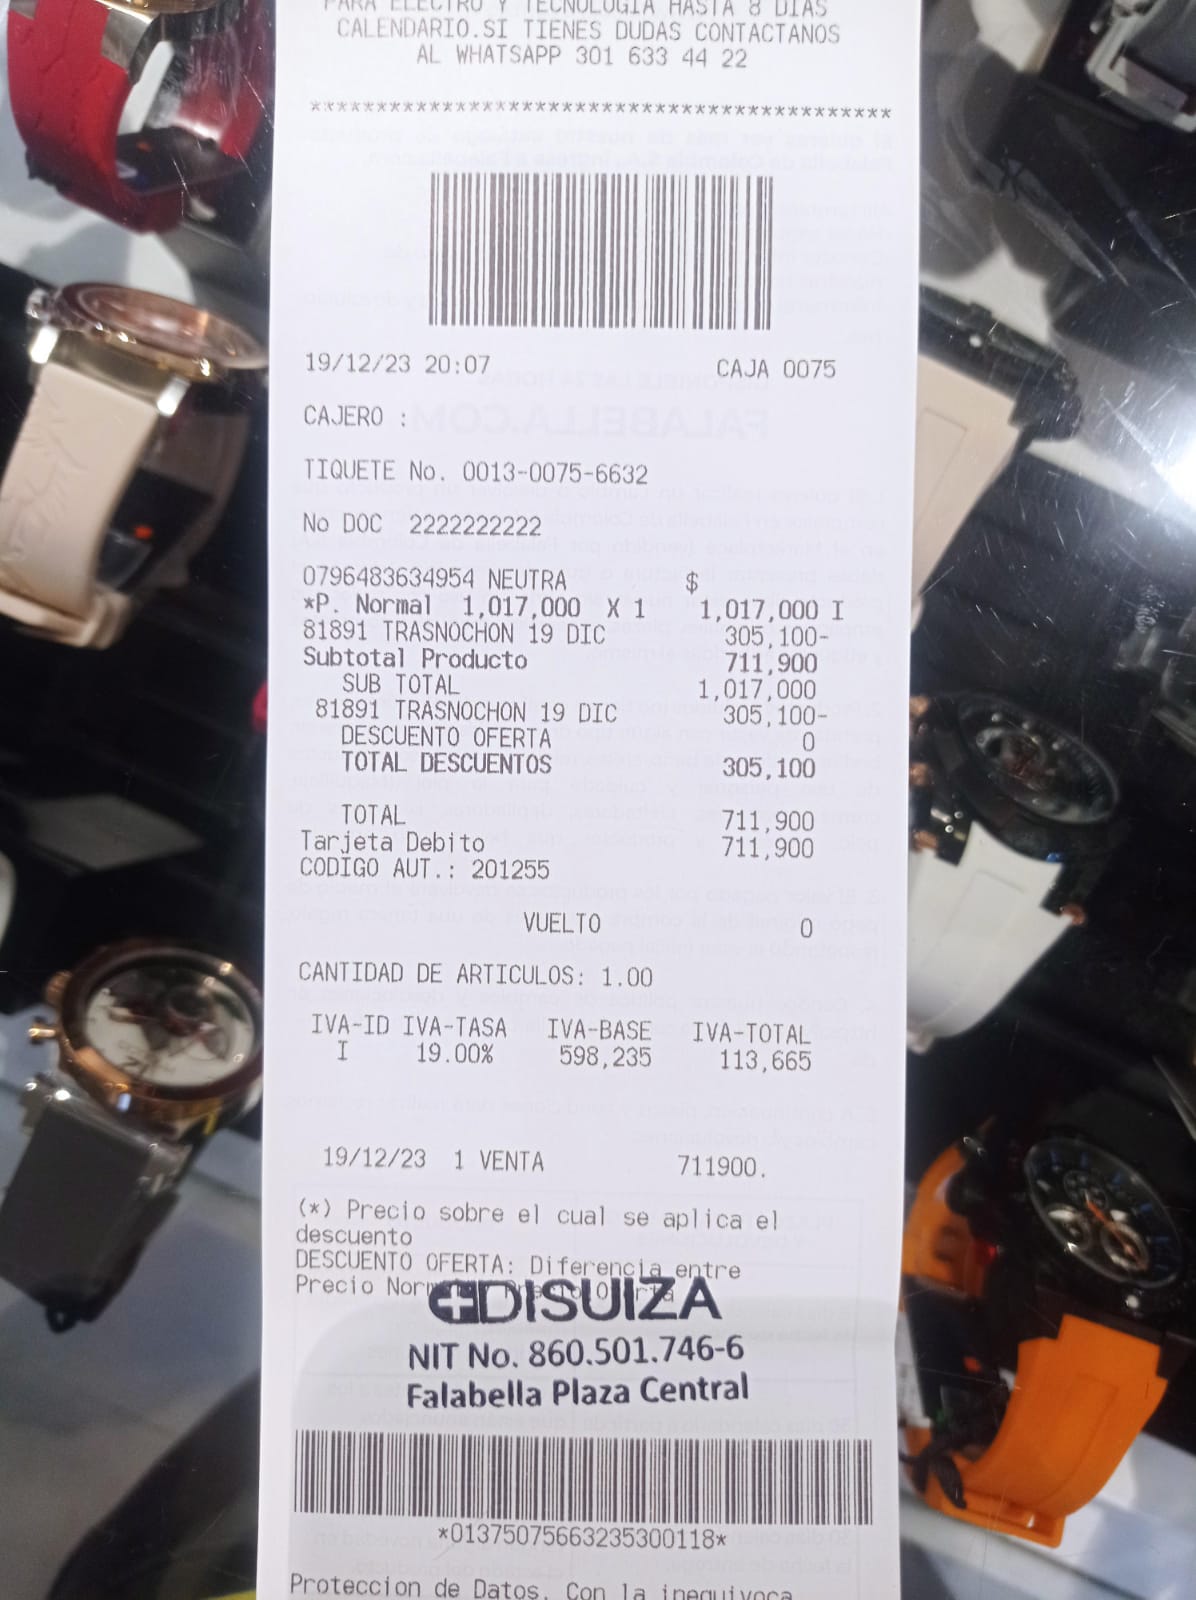 PARA ELECTRO Y TECNOLOGIA HASTA 8 DIAS
CALENDARIO.SI TIENES DUDAS CONTACTANOS
AL WHATSAPP 301 633 44 22
********************************************
19/12/23 20:07 CAJA 0075
CAJERO :
TIQUETE No. 0013-0075-6632
No DOC 2222222222
0796483634954 NEUTRA $
*P. Normal 1,017,000 X 1 1,017,000 I
81891 TRASNOCHON 19 DIC 305,100-
Subtotal Producto 711,900
SUB TOTAL 1,017,000
81891 TRASNOCHON 19 DIC 305,100-
DESCUENTO OFERTA 0
TOTAL DESCUENTOS 305,100
TOTAL 711,900
Tarjeta Debito 711,900
CODIGO AUT.: 201255
VUELTO 0
CANTIDAD DE ARTICULOS: 1.00
IVA-ID IVA-TASA IVA-BASE IVA-TOTAL
I 19.00% 598,235 113,665
19/12/23 1 VENTA 711900.
(*) Precio sobre el cual se aplica el
descuento
DESCUENTO OFERTA: Diferencia entre
Precio Normal Precio Oferta
DISUIZA
NIT No. 860.501.746-6
Falabella Plaza Central
*01375075663235300118*
Proteccion de Datos. Con la inequivoca